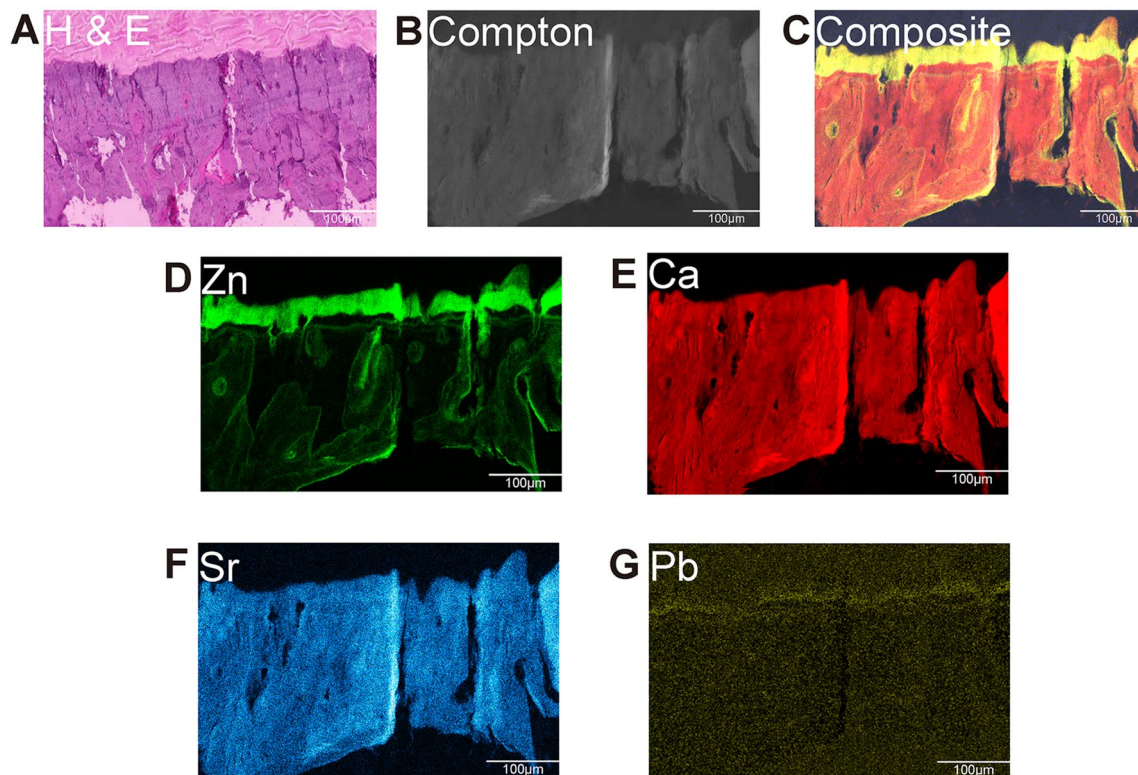 A H & E
100µm
B Compton
100µm
C Composite
100µm
D Zn
100µm
E Ca
100µm
F Sr
100µm
G Pb
100µm